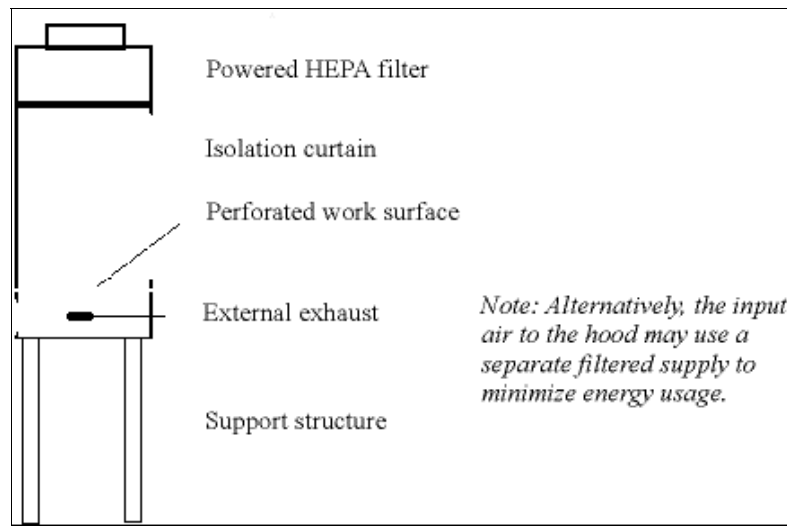 Powered HEPA filter
Isolation curtain
Perforated work surface
External exhaust
Note: Alternatively, the input
air to the hood may use a
separate filtered supply to
minimize energy usage.
Support structure